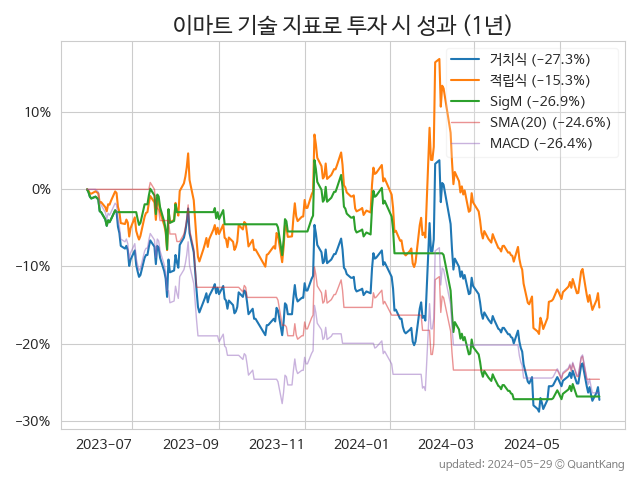 이마트 기술 지표로 투자 시 성과 (1년)
거치식 (−27.3%)
적립식 (−15.3%)
SigM (−26.9%)
SMA(20) (−24.6%)
MACD (−26.4%)
10%
0%
−10%
−20%
−30%
2023-07 2023-09 2023-11 2024-01 2024-03 2024-05
updated: 2024-05-29 © QuantKang